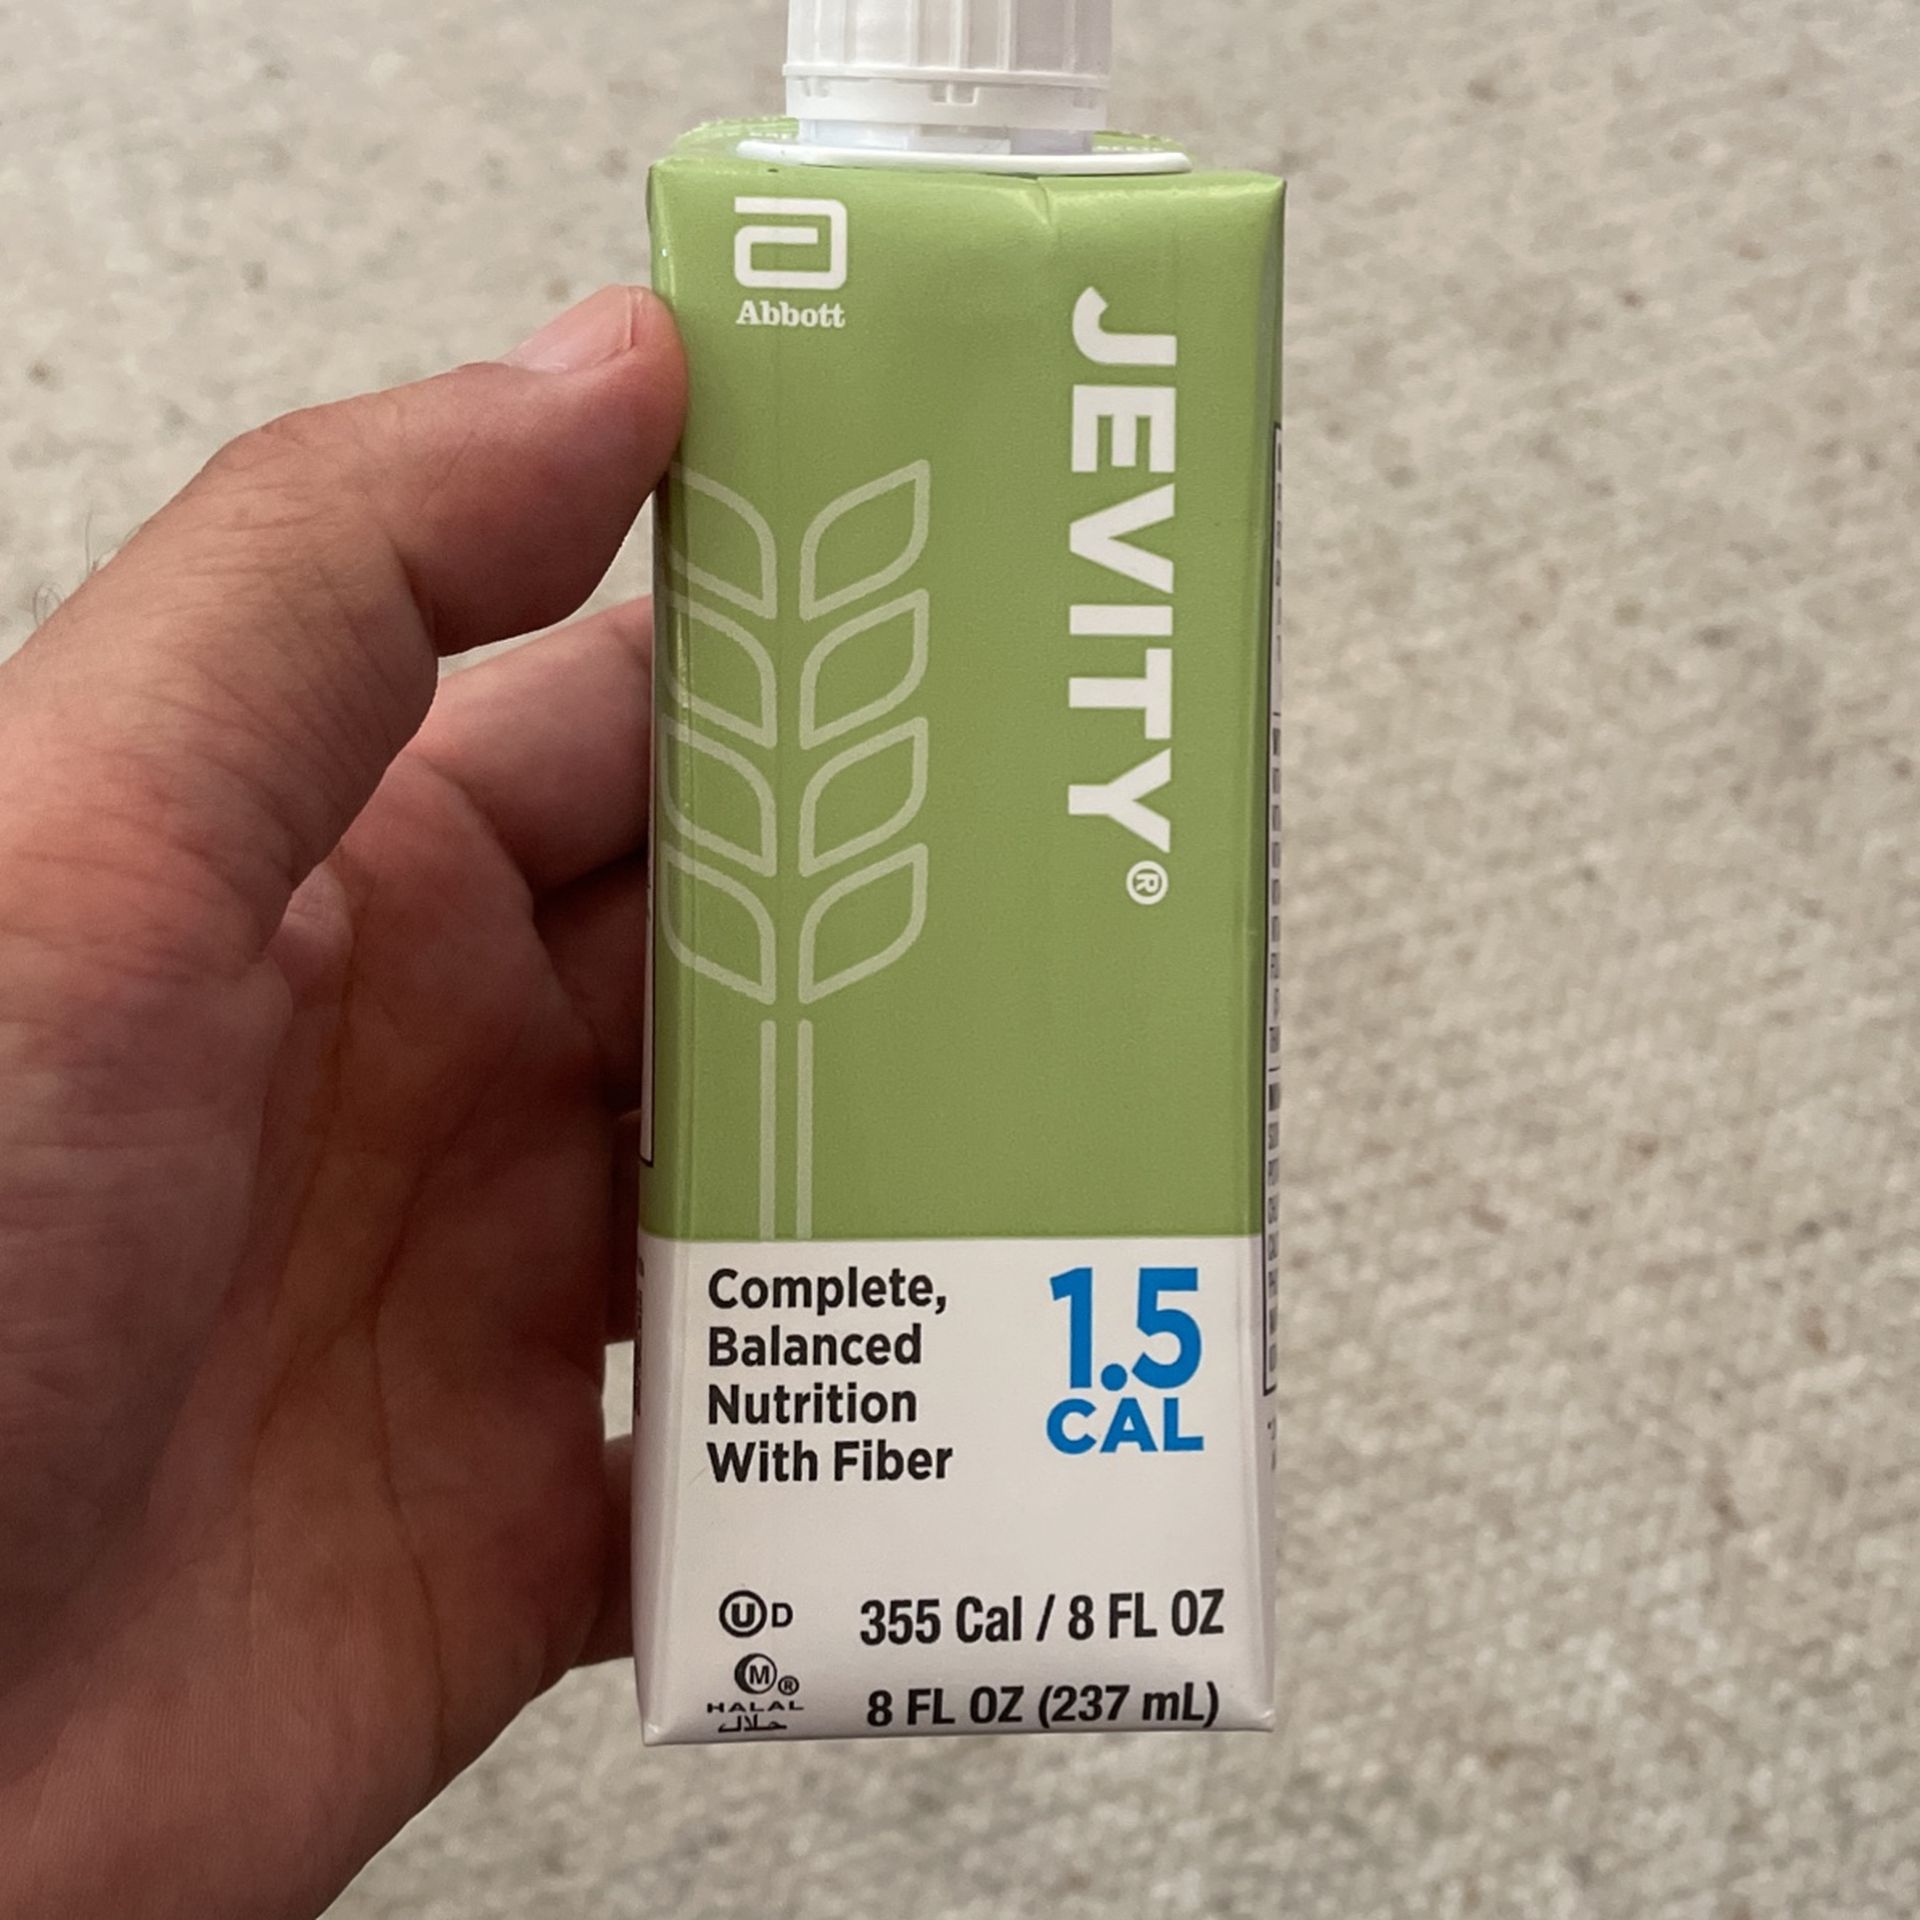 Abbott
JEVITY®
Complete,
Balanced
Nutrition
With Fiber
1.5
CAL
U D
355 Cal / 8 FL OZ
M®
HALAL
حلال
8 FL OZ (237 mL)